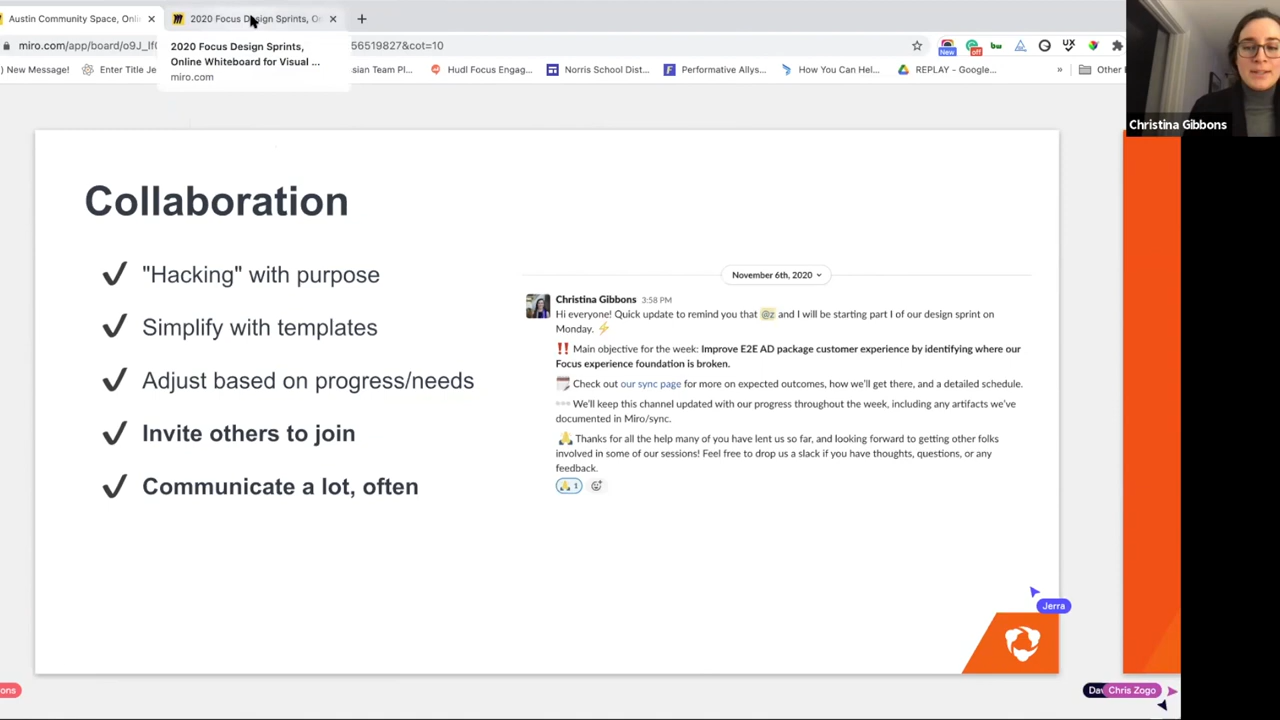 Austin Community Space, Onli
2020 Focus Design Sprints, On
miro.com/app/board/o9J_lf
56519827&cot=10
New
off
bw
UX
2020 Focus Design Sprints,
Online Whiteboard for Visual ...
miro.com
) New Message!
Enter Title Je
sian Team Pl...
Hudl Focus Engag...
Norris School Dist...
Performative Allys...
How You Can Hel...
REPLAY - Google...
»
Other
Christina Gibbons
Collaboration
✔ "Hacking" with purpose
✔ Simplify with templates
✔ Adjust based on progress/needs
✔ Invite others to join
✔ Communicate a lot, often
November 6th, 2020
Christina Gibbons 3:58 PM
Hi everyone! Quick update to remind you that @z and I will be starting part I of our design sprint on
Monday. ⚡
‼️ Main objective for the week: Improve E2E AD package customer experience by identifying where our
Focus experience foundation is broken.
🗓 Check out our sync page for more on expected outcomes, how we'll get there, and a detailed schedule.
We'll keep this channel updated with our progress throughout the week, including any artifacts we've
documented in Miro/sync.
🙏 Thanks for all the help many of you have lent us so far, and looking forward to getting other folks
involved in some of our sessions! Feel free to drop us a slack if you have thoughts, questions, or any
feedback.
🙏 1
Jerra
ons
Dav
Chris Zogo